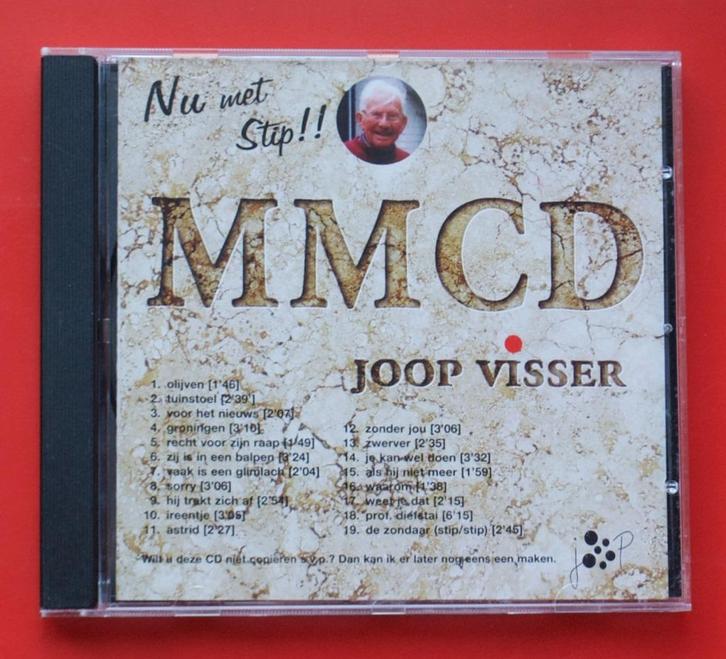 Nu met
Stip!!
MMCD
JOOP VISSER
1. olijven [1'46]
2. tuinstoel [2'39']
3. voor het nieuws [2'07]
4. groningen [3'10]
5. recht voor zijn raap [1'49]
6. zij is in een balpen [3'24]
7. vaak is een glimlach [2'04]
8. sorry [3'06]
9. hij trekt zich af [2'54]
10. ireentje [3'05]
11. astrid [2'27]
12. zonder jou [3'06]
13. zwerver [2'35]
14. je kan wel doen [3'32]
15. als hij niet meer [1'59]
16. waarom [1'38]
17. weet je dat [2'15]
18. prof. diefstal [6'15]
19. de zondaar (stip/stip) [2'45]
Wilt u deze CD niet copiëren s.v.p.? Dan kan ik er later nog eens een maken.
j P